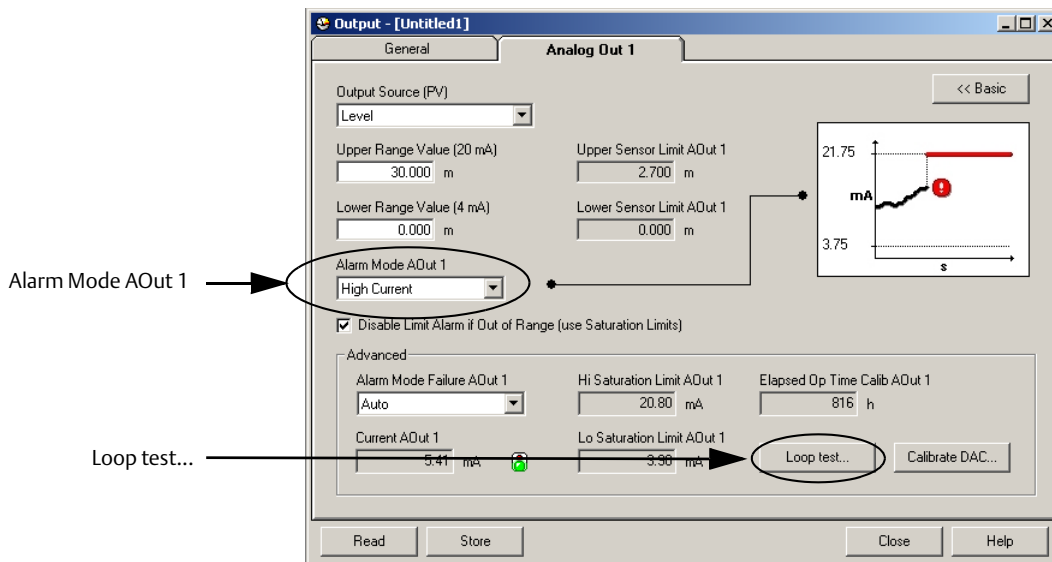 Output - [Untitled1]
General
Analog Out 1
Output Source (PV)
Level
<< Basic
Upper Range Value (20 mA)
30.000 m
Upper Sensor Limit AOut 1
2.700 m
Lower Range Value (4 mA)
0.000 m
Lower Sensor Limit AOut 1
0.000 m
21.75
mA
3.75
s
Alarm Mode AOut 1
Alarm Mode AOut 1
High Current
Disable Limit Alarm if Out of Range (use Saturation Limits)
Advanced
Alarm Mode Failure AOut 1
Auto
Hi Saturation Limit AOut 1
20.80 mA
Elapsed Op Time Calib AOut 1
816 h
Current AOut 1
5.41 mA
Lo Saturation Limit AOut 1
3.90 mA
Loop test...
Loop test...
Calibrate DAC...
Read
Store
Close
Help